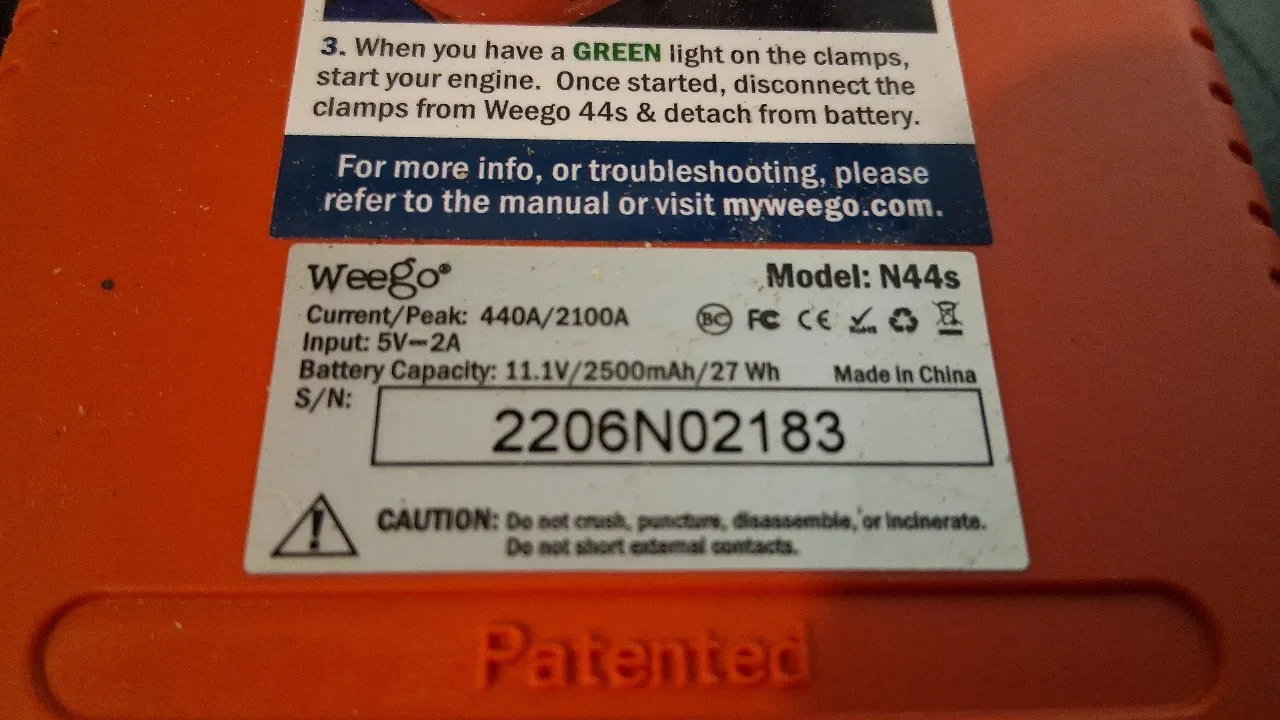 3. When you have a GREEN light on the clamps,
start your engine. Once started, disconnect the
clamps from Weego 44s & detach from battery.
For more info, or troubleshooting, please
refer to the manual or visit myweego.com.
Weego®
Model: N44s
Current/Peak: 440A/2100A
BC FC CE
Input: 5V⎓2A
Battery Capacity: 11.1V/2500mAh/27 Wh
Made in China
S/N:
2206N02183
CAUTION: Do not crush, puncture, disassemble, or incinerate.
Do not short external contacts.
Patented